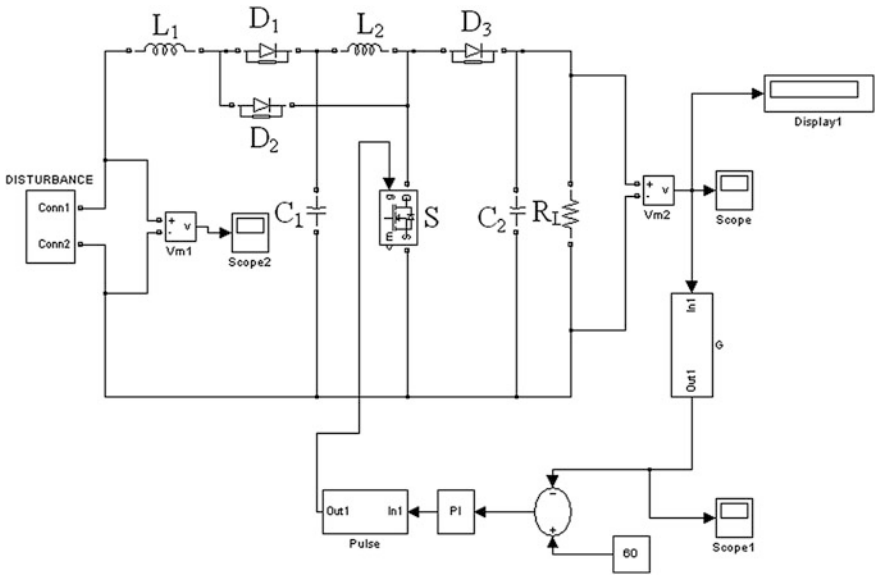 L1 D1 L2 D3
D2
Display1
DISTURBANCE
Conn1
Conn2
+ - v
Vm1
Scope2
C1
g D
m S
S
C2
RL
+ - v
Vm2
Scope
In1
Out1
G
Out1 In1
Pulse
PI
-
+
60
Scope1